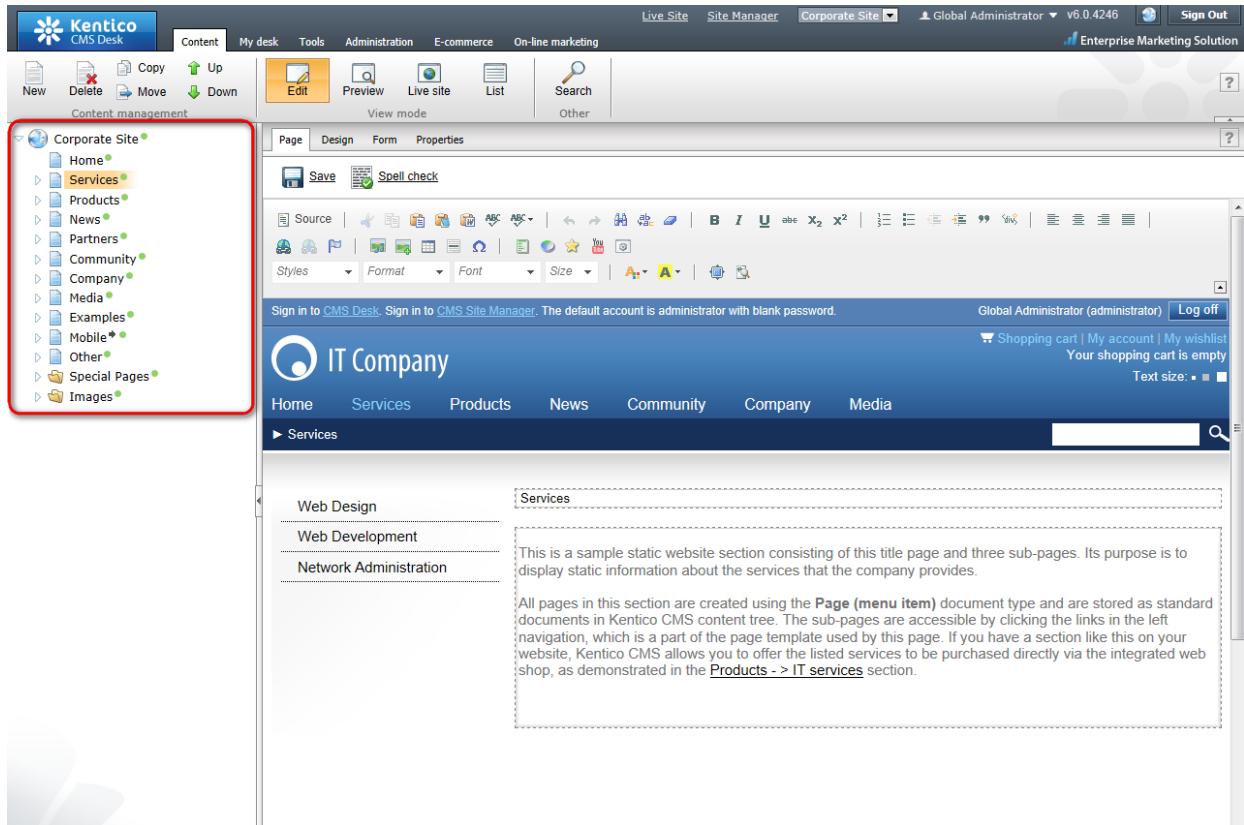 Live Site Site Manager Corporate Site Global Administrator v6.0.4246 Sign Out
Kentico
CMS Desk
Content My desk Tools Administration E-commerce On-line marketing
Enterprise Marketing Solution
New Delete Copy Move Up Down
Content management
Edit Preview Live site List
View mode
Search
Other
?
Corporate Site
Home
Services
Products
News
Partners
Community
Company
Media
Examples
Mobile
Other
Special Pages
Images
Page Design Form Properties
?
Save Spell check
Source ABC ABC B I U abc X₂ X²
Ω You
Styles Format Font Size A A
Sign in to CMS Desk. Sign in to CMS Site Manager. The default account is administrator with blank password. Global Administrator (administrator) Log off
IT Company
Shopping cart | My account | My wishlist
Your shopping cart is empty
Text size:
Home Services Products News Community Company Media
► Services
Web Design
Web Development
Network Administration
Services
This is a sample static website section consisting of this title page and three sub-pages. Its purpose is to
display static information about the services that the company provides.
All pages in this section are created using the Page (menu item) document type and are stored as standard
documents in Kentico CMS content tree. The sub-pages are accessible by clicking the links in the left
navigation, which is a part of the page template used by this page. If you have a section like this on your
website, Kentico CMS allows you to offer the listed services to be purchased directly via the integrated web
shop, as demonstrated in the Products - > IT services section.